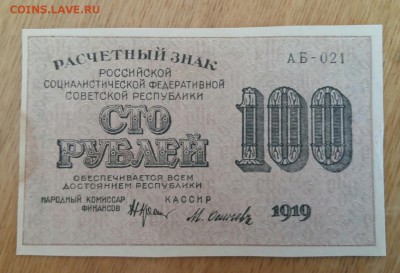 COINS.LAVE.RU
РАСЧЕТНЫЙ ЗНАК
АБ-021
РОССИЙСКОЙ
СОЦИАЛИСТИЧЕСКОЙ ФЕДЕРАТИВНОЙ
СОВЕТСКОЙ РЕСПУБЛИКИ
СТО
РУБЛЕЙ
100
ОБЕСПЕЧИВАЕТСЯ ВСЕМ
ДОСТОЯНИЕМ РЕСПУБЛИКИ
НАРОДНЫЙ КОМИССАР
ФИНАНСОВ
КАССИР
1919